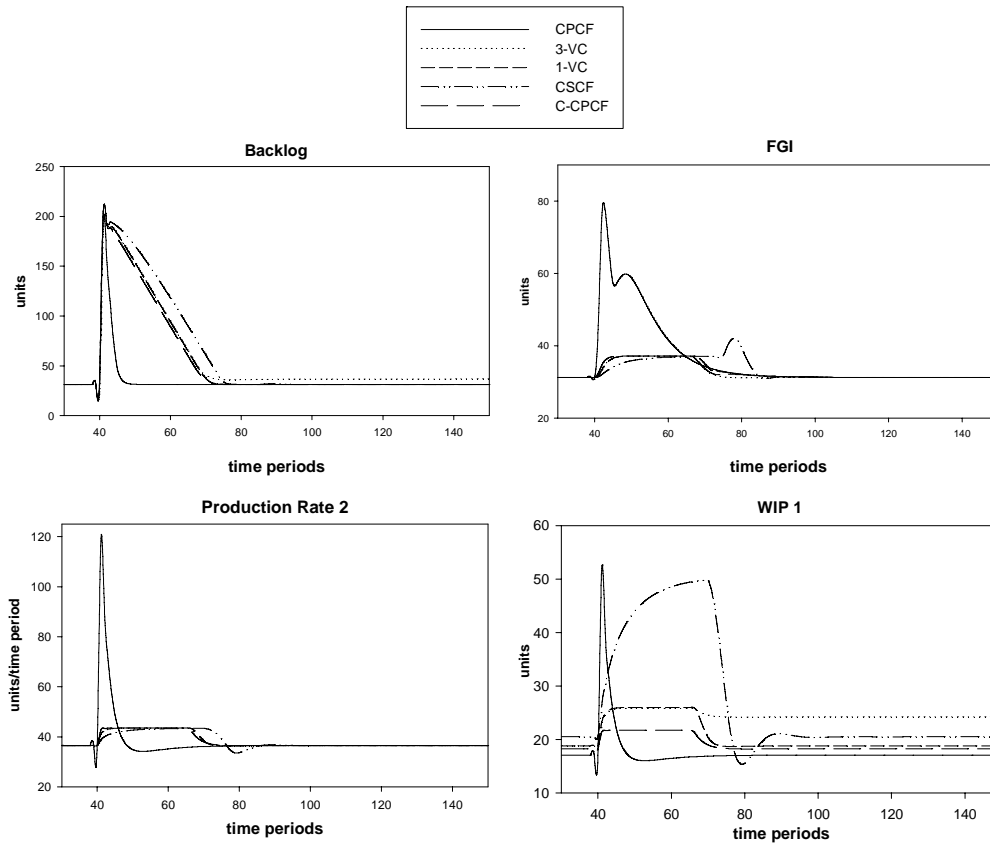 CPCF
3-VC
1-VC
CSCF
C-CPCF
Backlog
250
200
150
100
50
0
units
40 60 80 100 120 140
time periods
FGI
80
60
40
20
units
40 60 80 100 120 140
time periods
Production Rate 2
120
100
80
60
40
20
units/time period
40 60 80 100 120 140
time periods
WIP 1
60
50
40
30
20
10
units
40 60 80 100 120 140
time periods